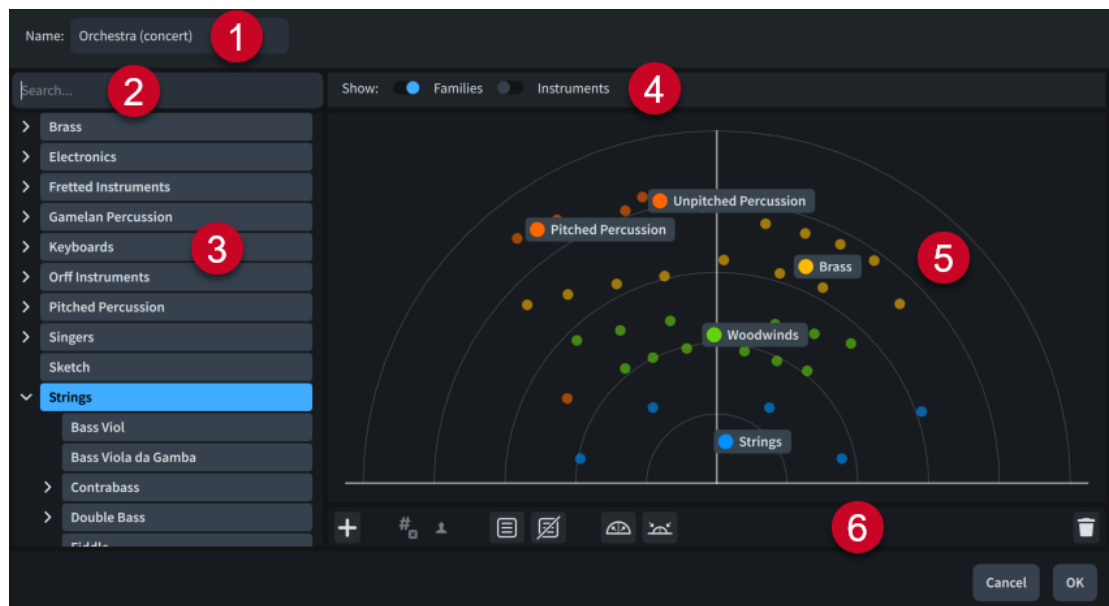 Name: Orchestra (concert) 1
Search... 2
Show: Families Instruments 4
Brass
Electronics
Fretted Instruments
Gamelan Percussion
Keyboards 3
Orff Instruments
Pitched Percussion
Singers
Sketch
Strings
Bass Viol
Bass Viola da Gamba
Contrabass
Double Bass
Fiddle
Unpitched Percussion
Pitched Percussion
Brass 5
Woodwinds
Strings
# 6
Cancel OK